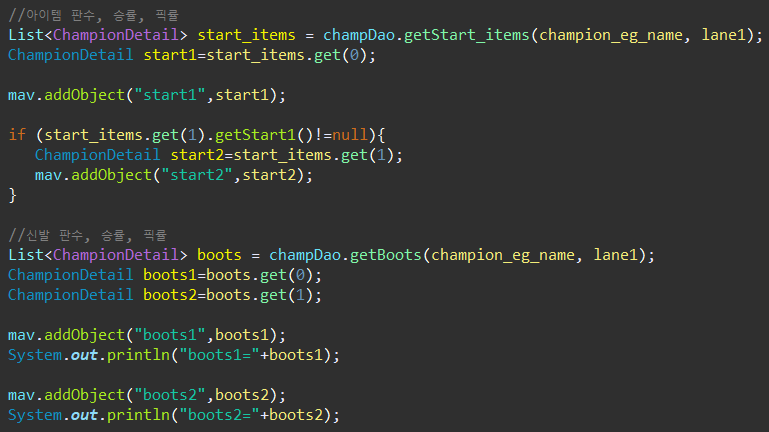 //아이템 판수, 승률, 픽률
List<ChampionDetail> start_items = champDao.getStart_items(champion_eg_name, lane1);
ChampionDetail start1=start_items.get(0);
mav.addObject("start1",start1);
if (start_items.get(1).getStart1()!=null){
ChampionDetail start2=start_items.get(1);
mav.addObject("start2",start2);
}
//신발 판수, 승률, 픽률
List<ChampionDetail> boots = champDao.getBoots(champion_eg_name, lane1);
ChampionDetail boots1=boots.get(0);
ChampionDetail boots2=boots.get(1);
mav.addObject("boots1",boots1);
System.out.println("boots1="+boots1);
mav.addObject("boots2",boots2);
System.out.println("boots2="+boots2);